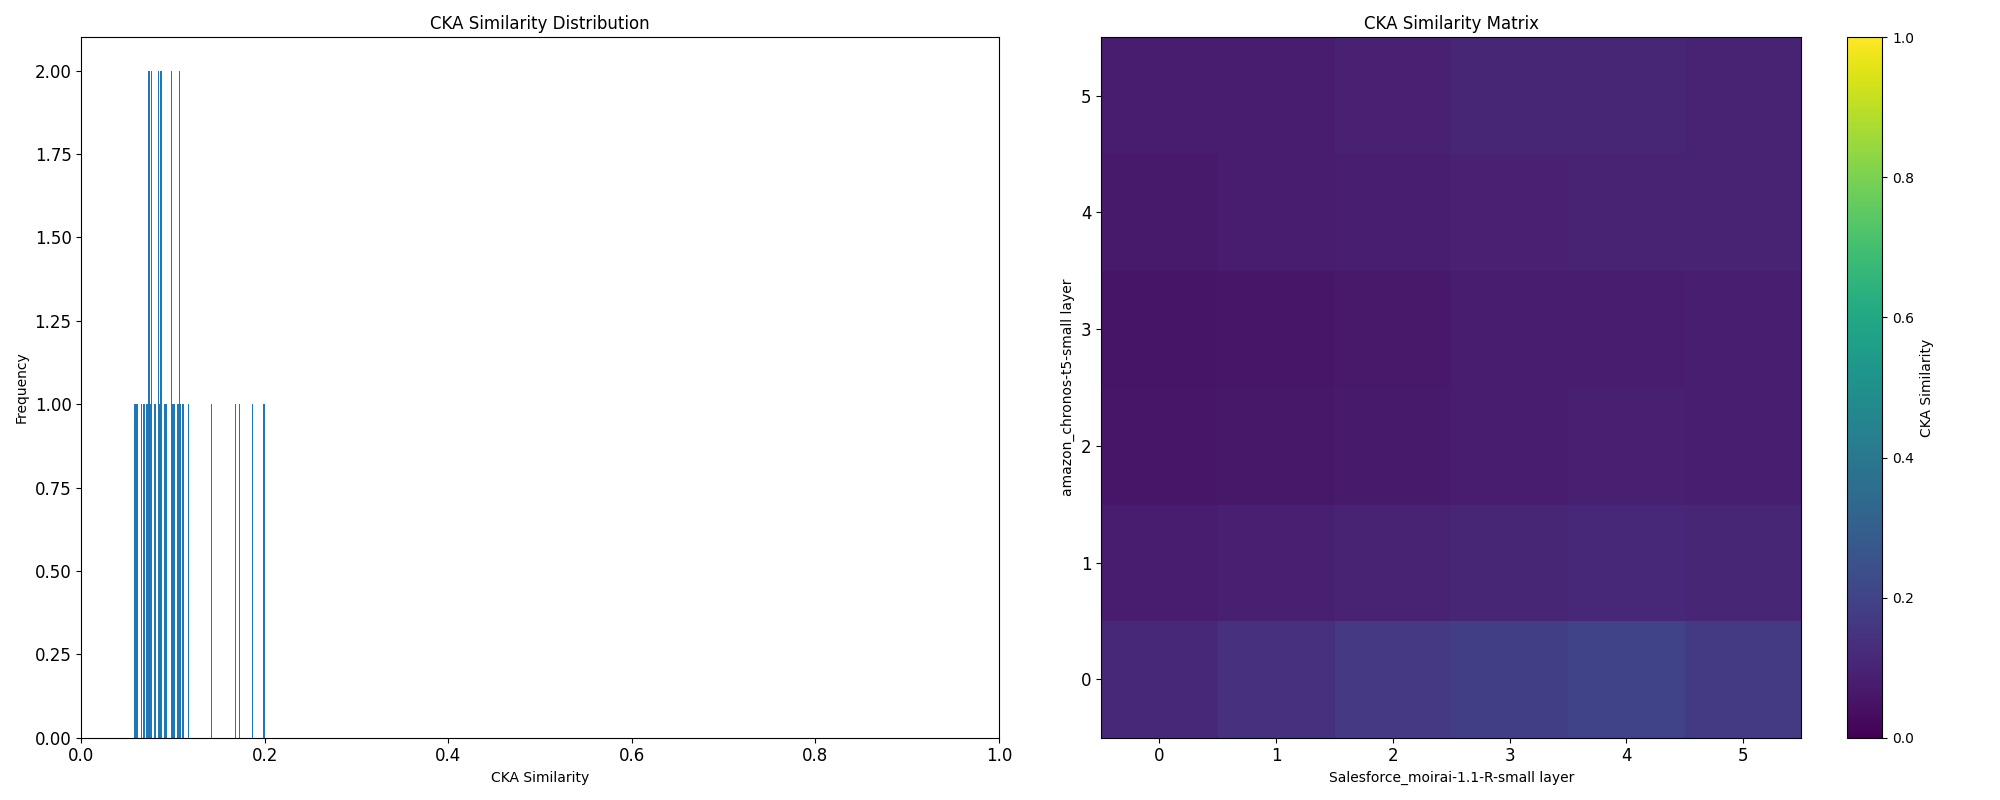 CKA Similarity Distribution
2.00
1.75
1.50
1.25
1.00
0.75
0.50
0.25
0.00
Frequency
0.0 0.2 0.4 0.6 0.8 1.0
CKA Similarity
CKA Similarity Matrix
5
4
3
2
1
0
amazon_chronos-t5-small layer
0 1 2 3 4 5
Salesforce_moirai-1.1-R-small layer
1.0
0.8
0.6
0.4
0.2
0.0
CKA Similarity